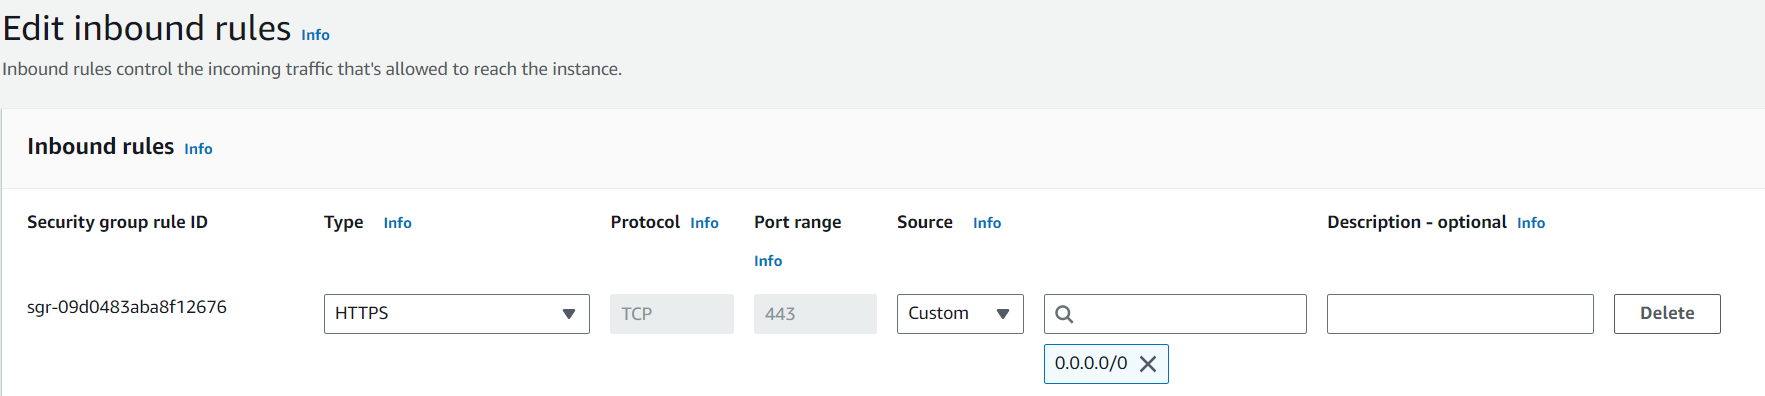 Edit inbound rules Info
Inbound rules control the incoming traffic that's allowed to reach the instance.
Inbound rules Info
Security group rule ID Type Info Protocol Info Port range Info Source Info Description - optional Info
sgr-09d0483aba8f12676 HTTPS TCP 443 Custom Delete
0.0.0.0/0